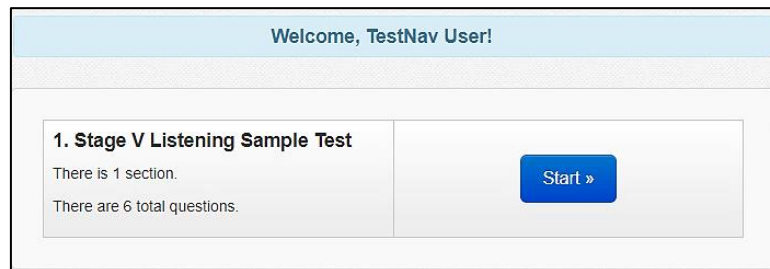 Welcome, TestNav User!
1. Stage V Listening Sample Test
There is 1 section.
There are 6 total questions.
Start »